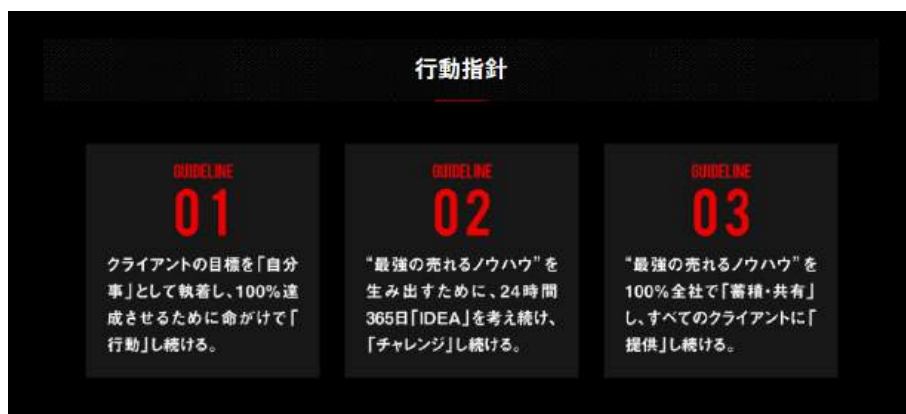 行動指針
GUIDELINE
01
クライアントの目標を「自分
事」として執着し、100%達
成させるために命がけで「
行動」し続ける。
GUIDELINE
02
“最強の売れるノウハウ”を
生み出すために、24時間
365日「IDEA」を考え続け、
「チャレンジ」し続ける。
GUIDELINE
03
“最強の売れるノウハウ”を
100%全社で「蓄積・共有」
し、すべてのクライアントに「
提供」し続ける。